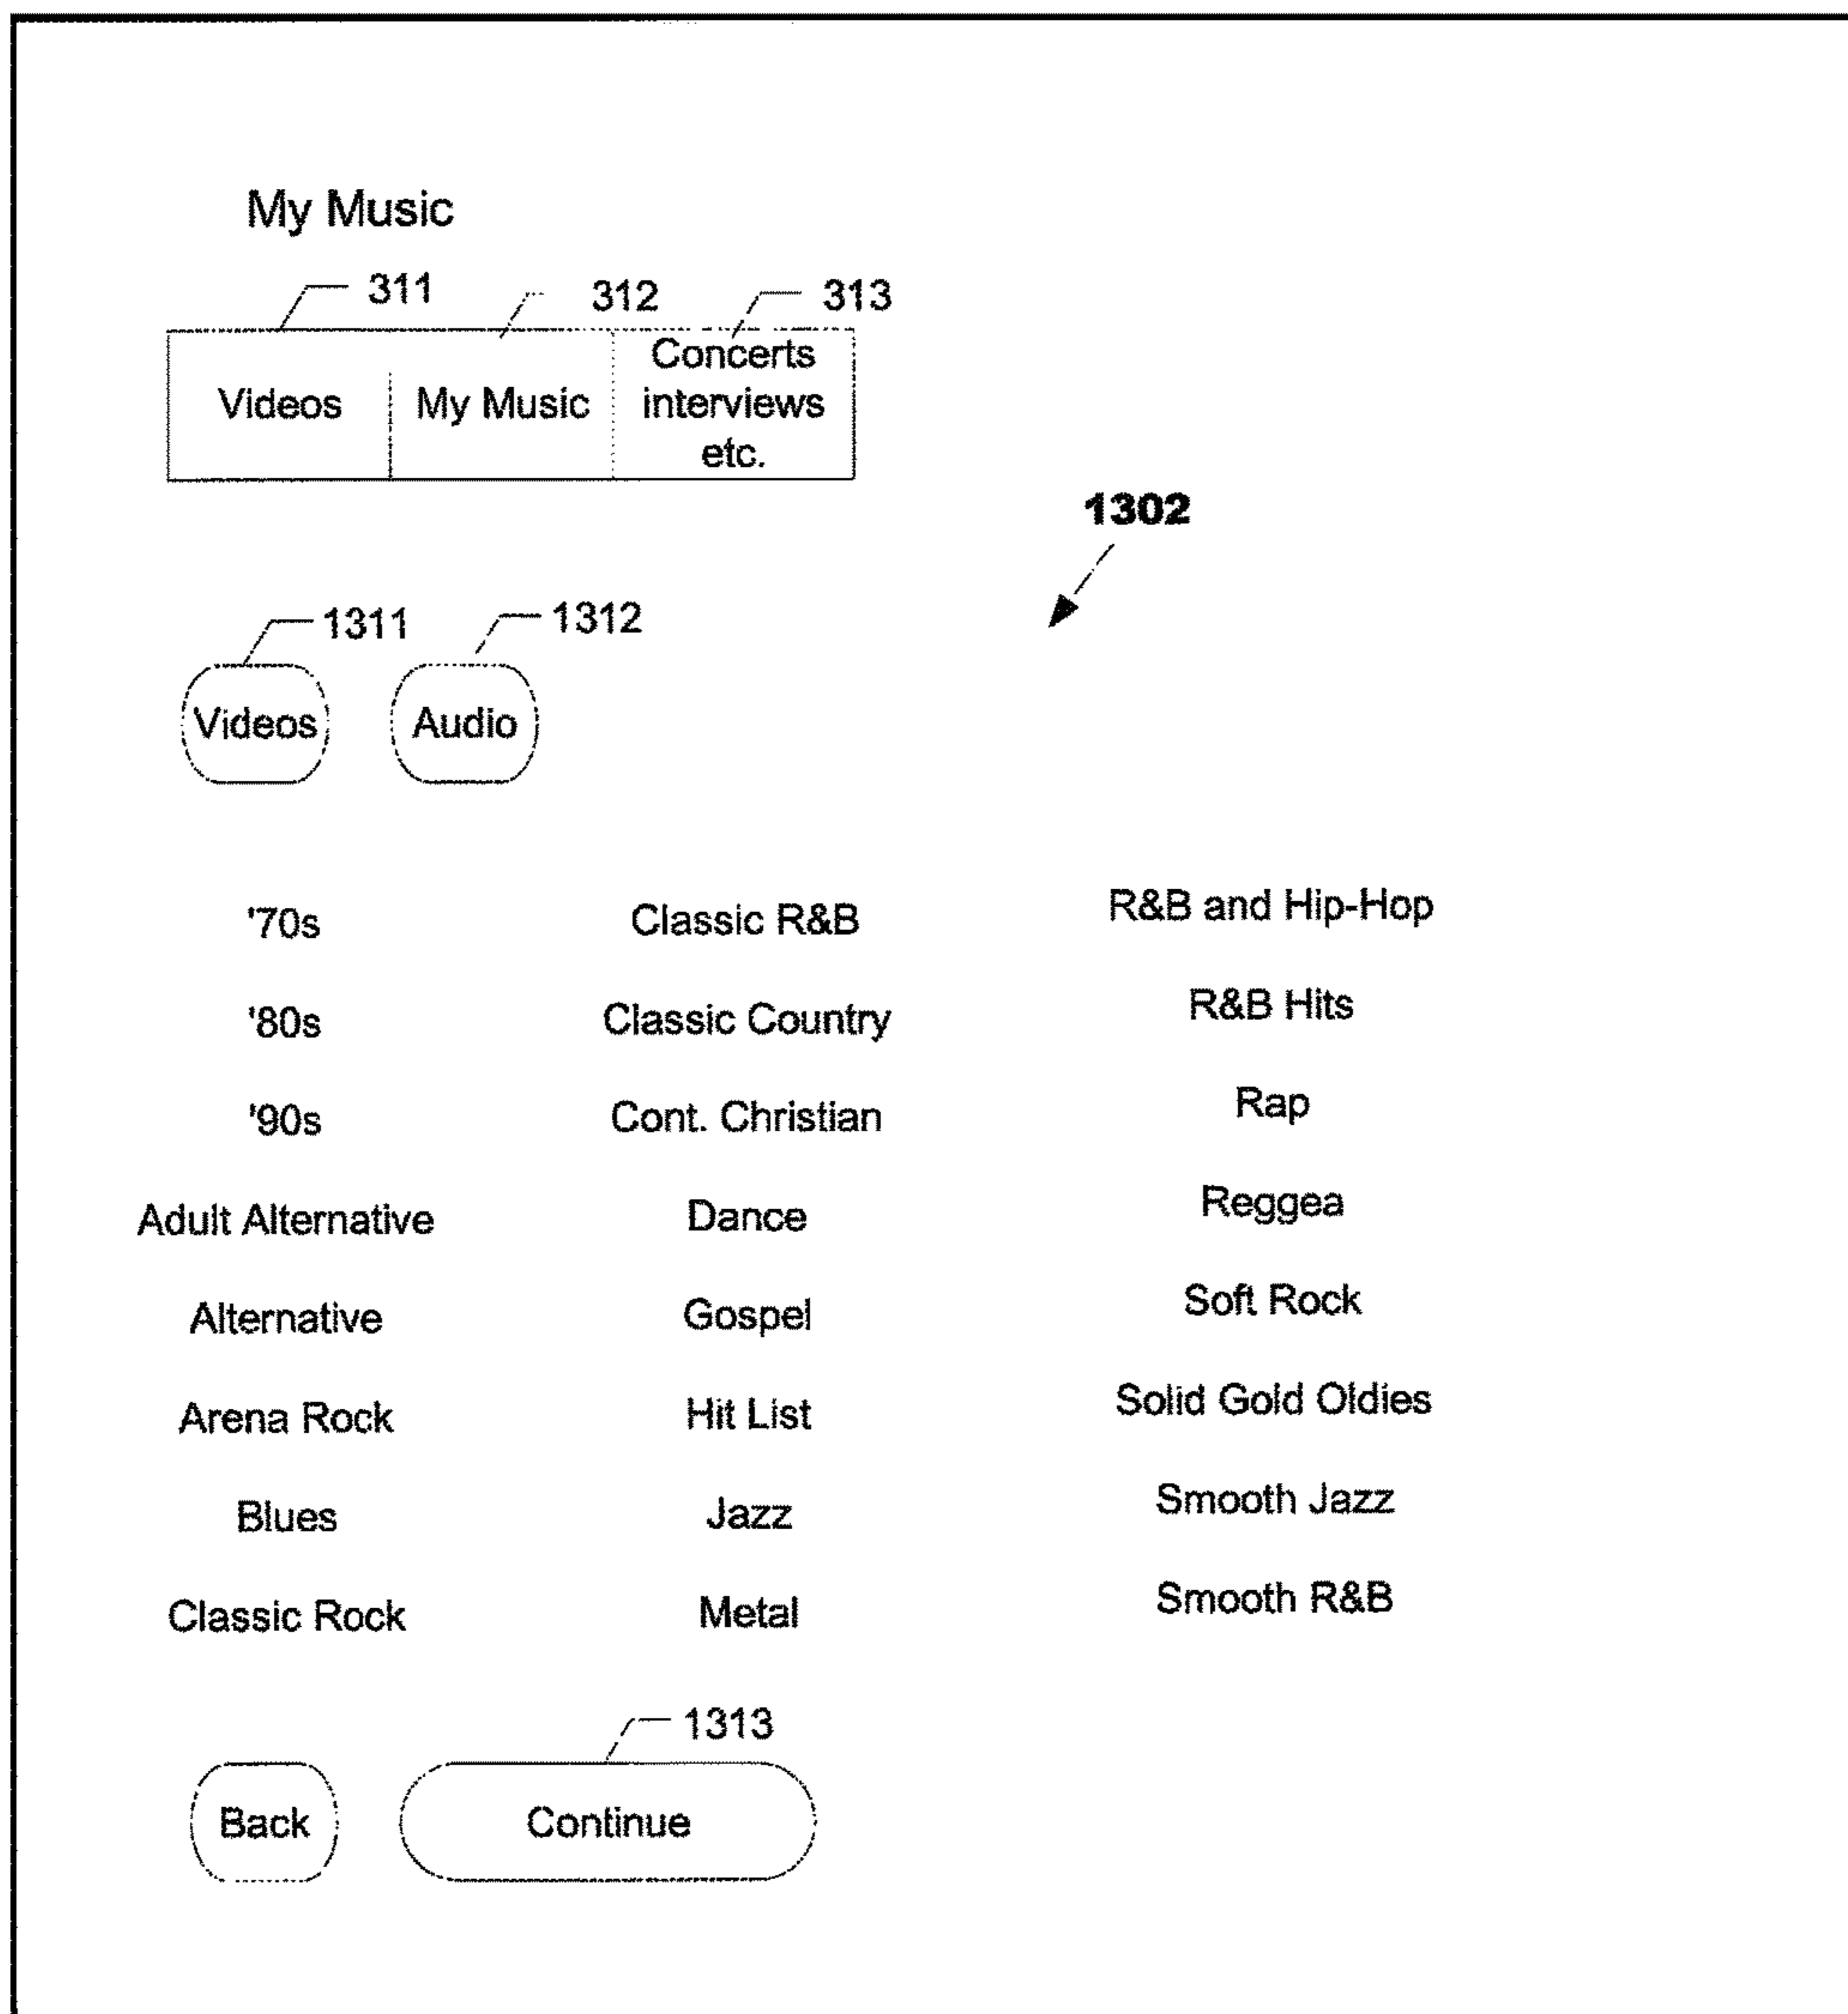 My Music
311 312 313
Videos My Music Concerts interviews etc.
1302
1311 1312
Videos Audio
'70s Classic R&B R&B and Hip-Hop
'80s Classic Country R&B Hits
'90s Cont. Christian Rap
Adult Alternative Dance Reggea
Alternative Gospel Soft Rock
Arena Rock Hit List Solid Gold Oldies
Blues Jazz Smooth Jazz
Classic Rock Metal Smooth R&B
1313
Back Continue